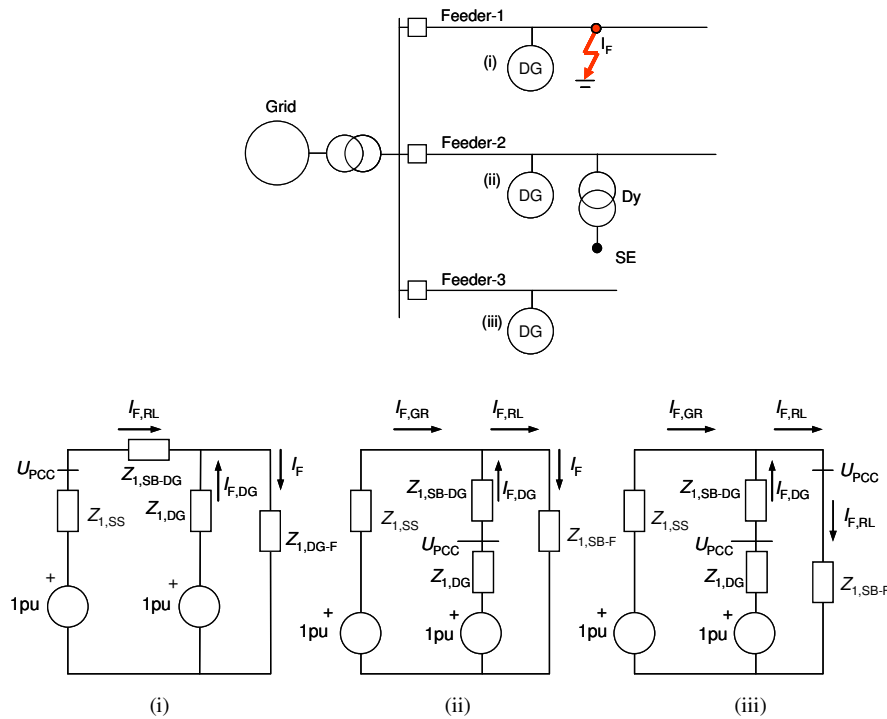 Feeder-1
I_F
(i)
DG
Grid
Feeder-2
(ii)
DG
Dy
SE
Feeder-3
(iii)
DG
I_F,RL
U_PCC
Z_1,SB-DG
I_F
Z_1,SS
Z_1,DG
I_F,DG
Z_1,DG-F
+
1pu
+
1pu
(i)
I_F,GR
I_F,RL
I_F
Z_1,SB-DG
I_F,DG
Z_1,SS
U_PCC
Z_1,SB-F
Z_1,DG
+
1pu
+
1pu
(ii)
I_F,GR
I_F,RL
U_PCC
Z_1,SB-DG
I_F,DG
Z_1,SS
I_F,RL
U_PCC
Z_1,DG
Z_1,SB-F
+
1pu
+
1pu
(iii)